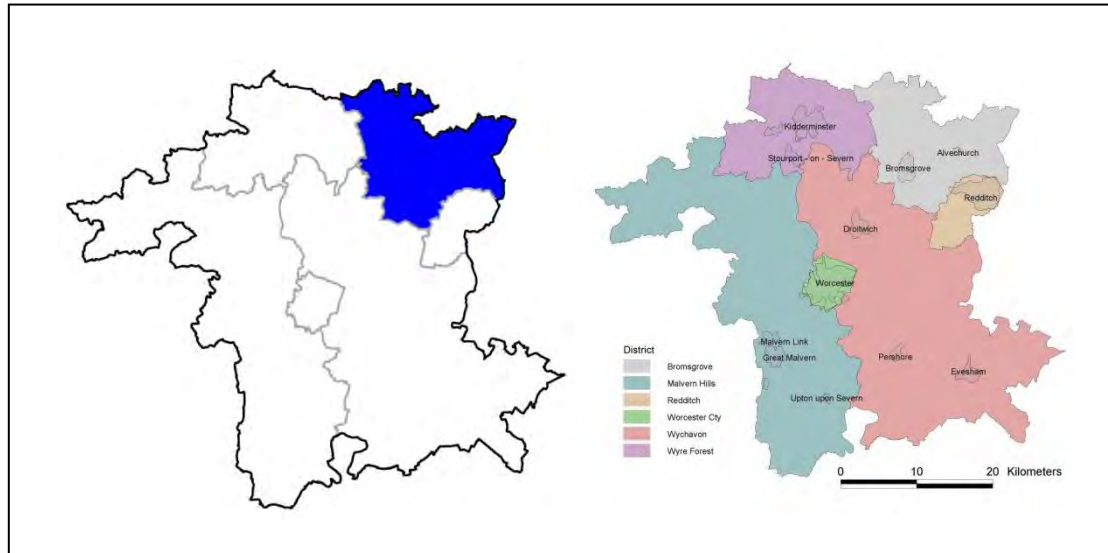 Kidderminster
Stourport - on - Severn
Bromsgrove
Alvechurch
Redditch
Droitwich
Worcester
Malvern Link
Great Malvern
Pershore
Evesham
Upton upon Severn
District
Bromsgrove
Malvern Hills
Redditch
Worcester Cty
Wychavon
Wyre Forest
0 10 20 Kilometers